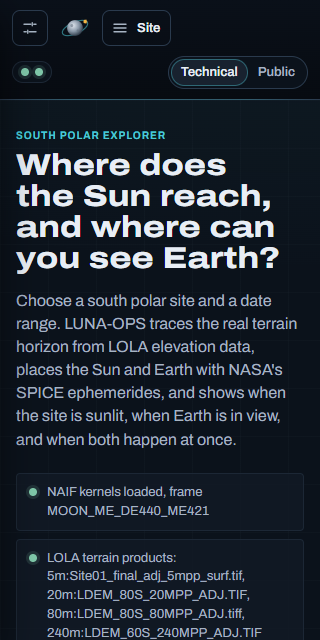 Site
Technical
Public
SOUTH POLAR EXPLORER
Where does
the Sun reach,
and where can
you see Earth?
Choose a south polar site and a date
range. LUNA-OPS traces the real terrain
horizon from LOLA elevation data,
places the Sun and Earth with NASA's
SPICE ephemerides, and shows when
the site is sunlit, when Earth is in view,
and when both happen at once.
NAIF kernels loaded, frame
MOON_ME_DE440_ME421
LOLA terrain products:
5m:Site01_final_adj_5mpp_surf.tif,
20m:LDEM_80S_20MPP_ADJ.TIF,
80m:LDEM_80S_80MPP_ADJ.tiff,
240m:LDEM_60S_240MPP_ADJ.TIF